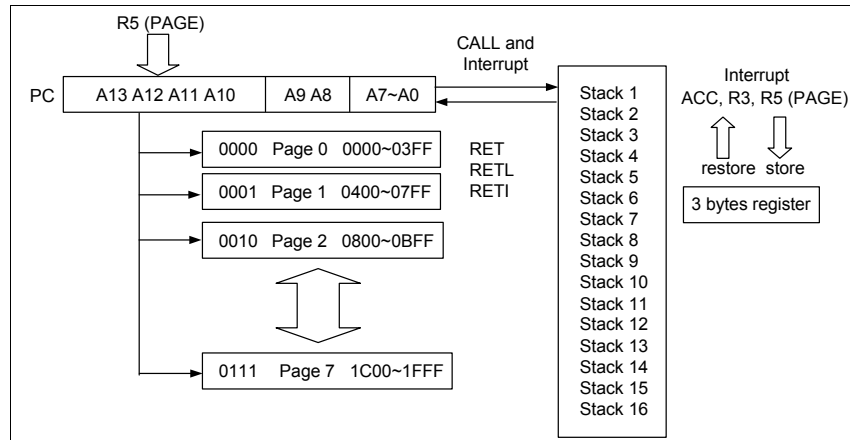 R5 (PAGE)
PC
A13 A12 A11 A10
A9 A8
A7~A0
CALL and
Interrupt
0000 Page 0 0000~03FF
0001 Page 1 0400~07FF
0010 Page 2 0800~0BFF
0111 Page 7 1C00~1FFF
RET
RETL
RETI
Stack 1
Stack 2
Stack 3
Stack 4
Stack 5
Stack 6
Stack 7
Stack 8
Stack 9
Stack 10
Stack 11
Stack 12
Stack 13
Stack 14
Stack 15
Stack 16
Interrupt
ACC, R3, R5 (PAGE)
restore store
3 bytes register